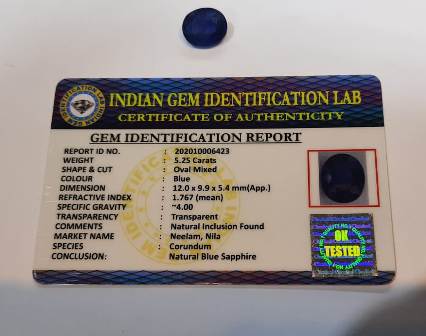 INDIAN GEM IDENTIFICATION LAB
CERTIFICATE OF AUTHENTICITY
GEM IDENTIFICATION REPORT
REPORT ID NO. : 202010006423
WEIGHT : 5.25 Carats
SHAPE & CUT : Oval Mixed
COLOUR : Blue
DIMENSION : 12.0 x 9.9 x 5.4 mm(App.)
REFRACTIVE INDEX : 1.767 (mean)
SPECIFIC GRAVITY : ~4.00
TRANSPARENCY : Transparent
COMMENTS : Natural Inclusion Found
MARKET NAME : Neelam, Nila
SPECIES : Corundum
CONCLUSION: Natural Blue Sapphire
OK
TESTED